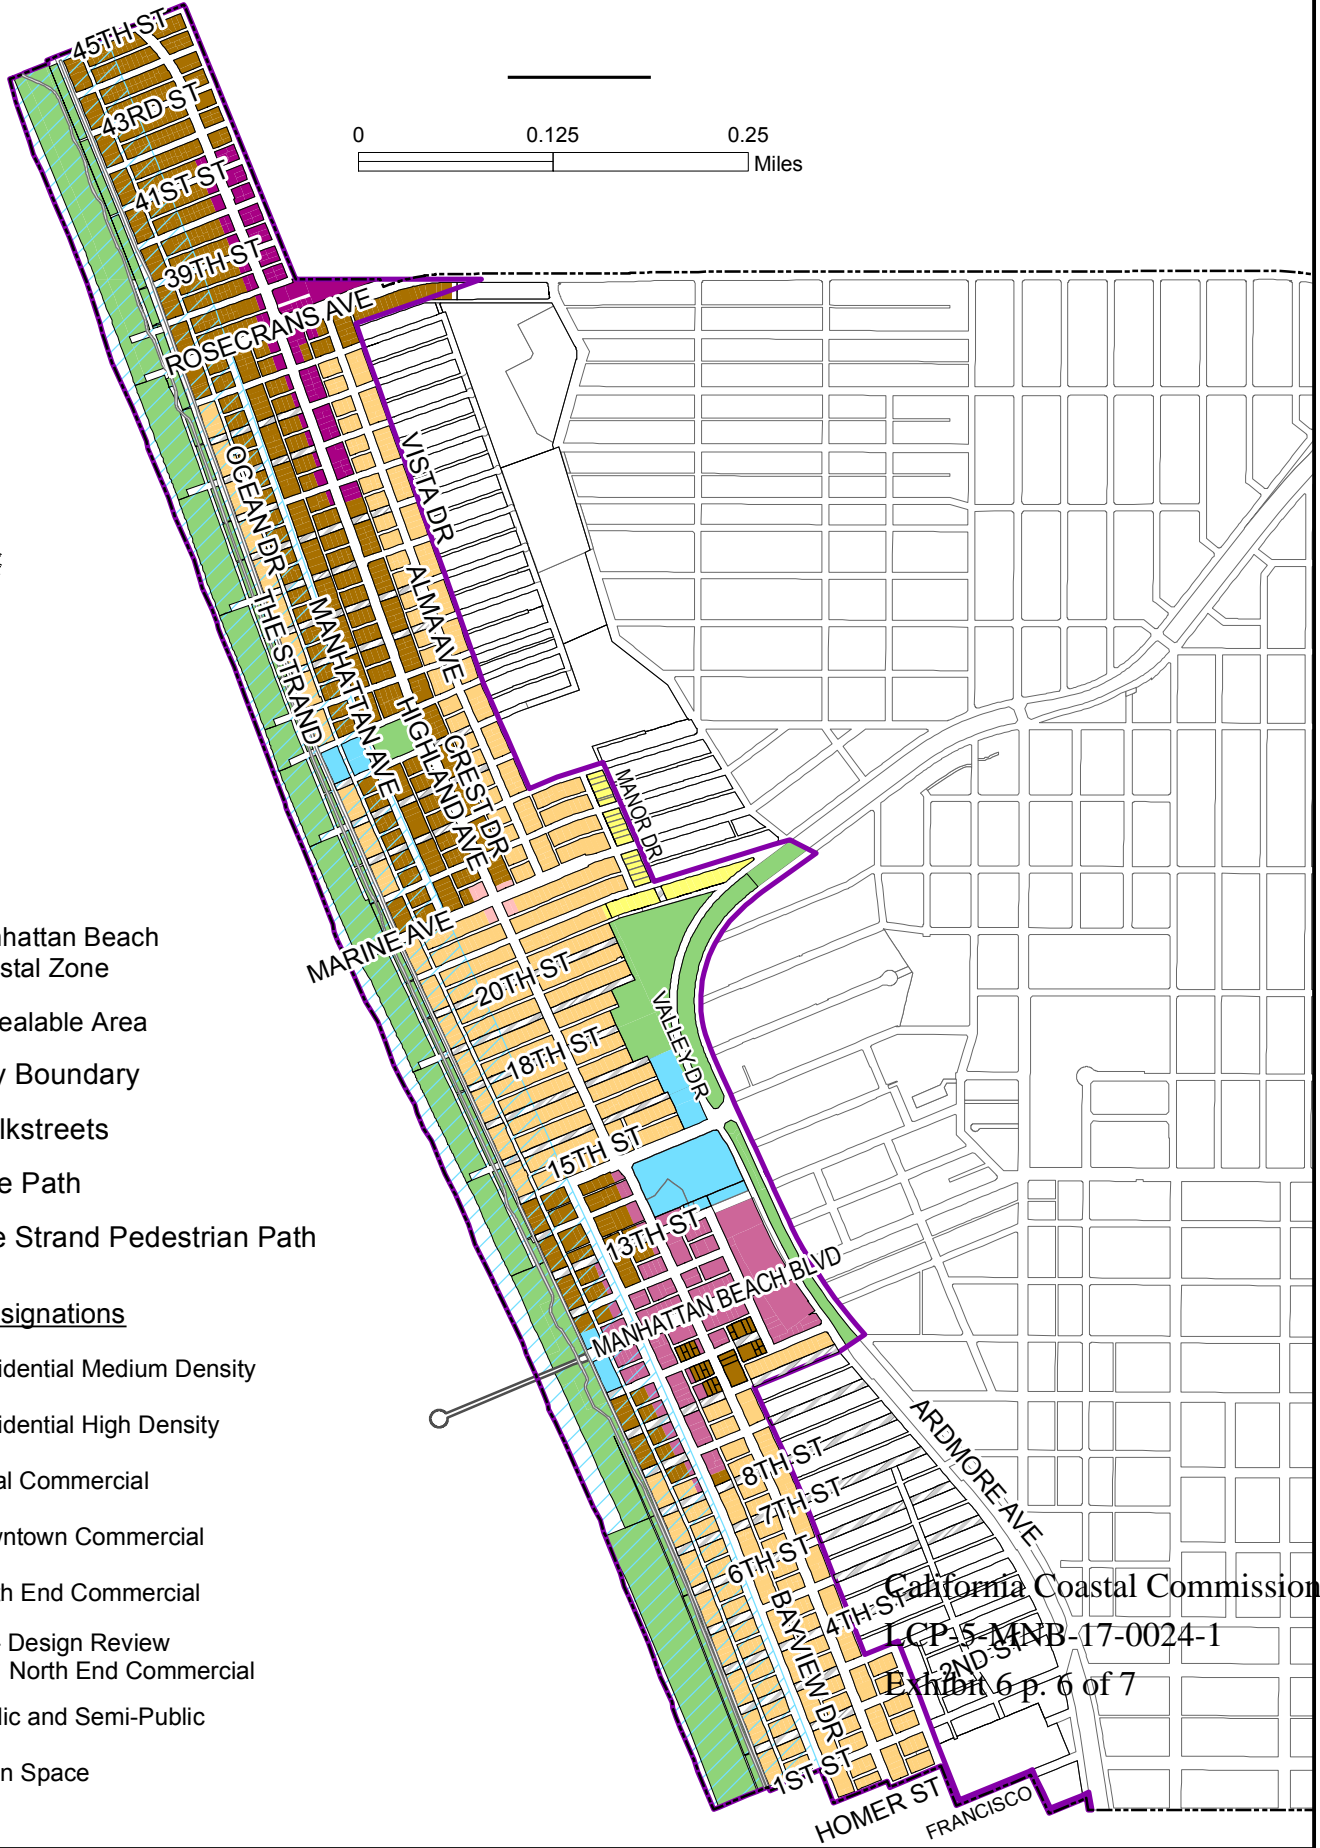 45TH ST
43RD ST
41ST ST
39TH ST
ROSECRANS AVE
0 0.125 0.25
Miles
OCEAN DR
THE STRAND
MANHATTAN AVE
HIGHLAND AVE
CREST DR
ALMA AVE
VISTA DR
MANOR DR
MARINE AVE
20TH ST
18TH ST
VALLEY DR
15TH ST
13TH ST
MANHATTAN BEACH BLVD
8TH ST
7TH ST
6TH ST
4TH ST
2ND ST
BAYVIEW DR
ARDMORE AVE
1ST ST
HOMER ST
FRANCISCO
nhattan Beach
stal Zone
ealable Area
y Boundary
lkstreets
e Path
e Strand Pedestrian Path
signations
idential Medium Density
idential High Density
al Commercial
wntown Commercial
th End Commercial
Design Review
North End Commercial
lic and Semi-Public
n Space
California Coastal Commission
LCP-5-MNB-17-0024-1
Exhibit 6 p. 6 of 7